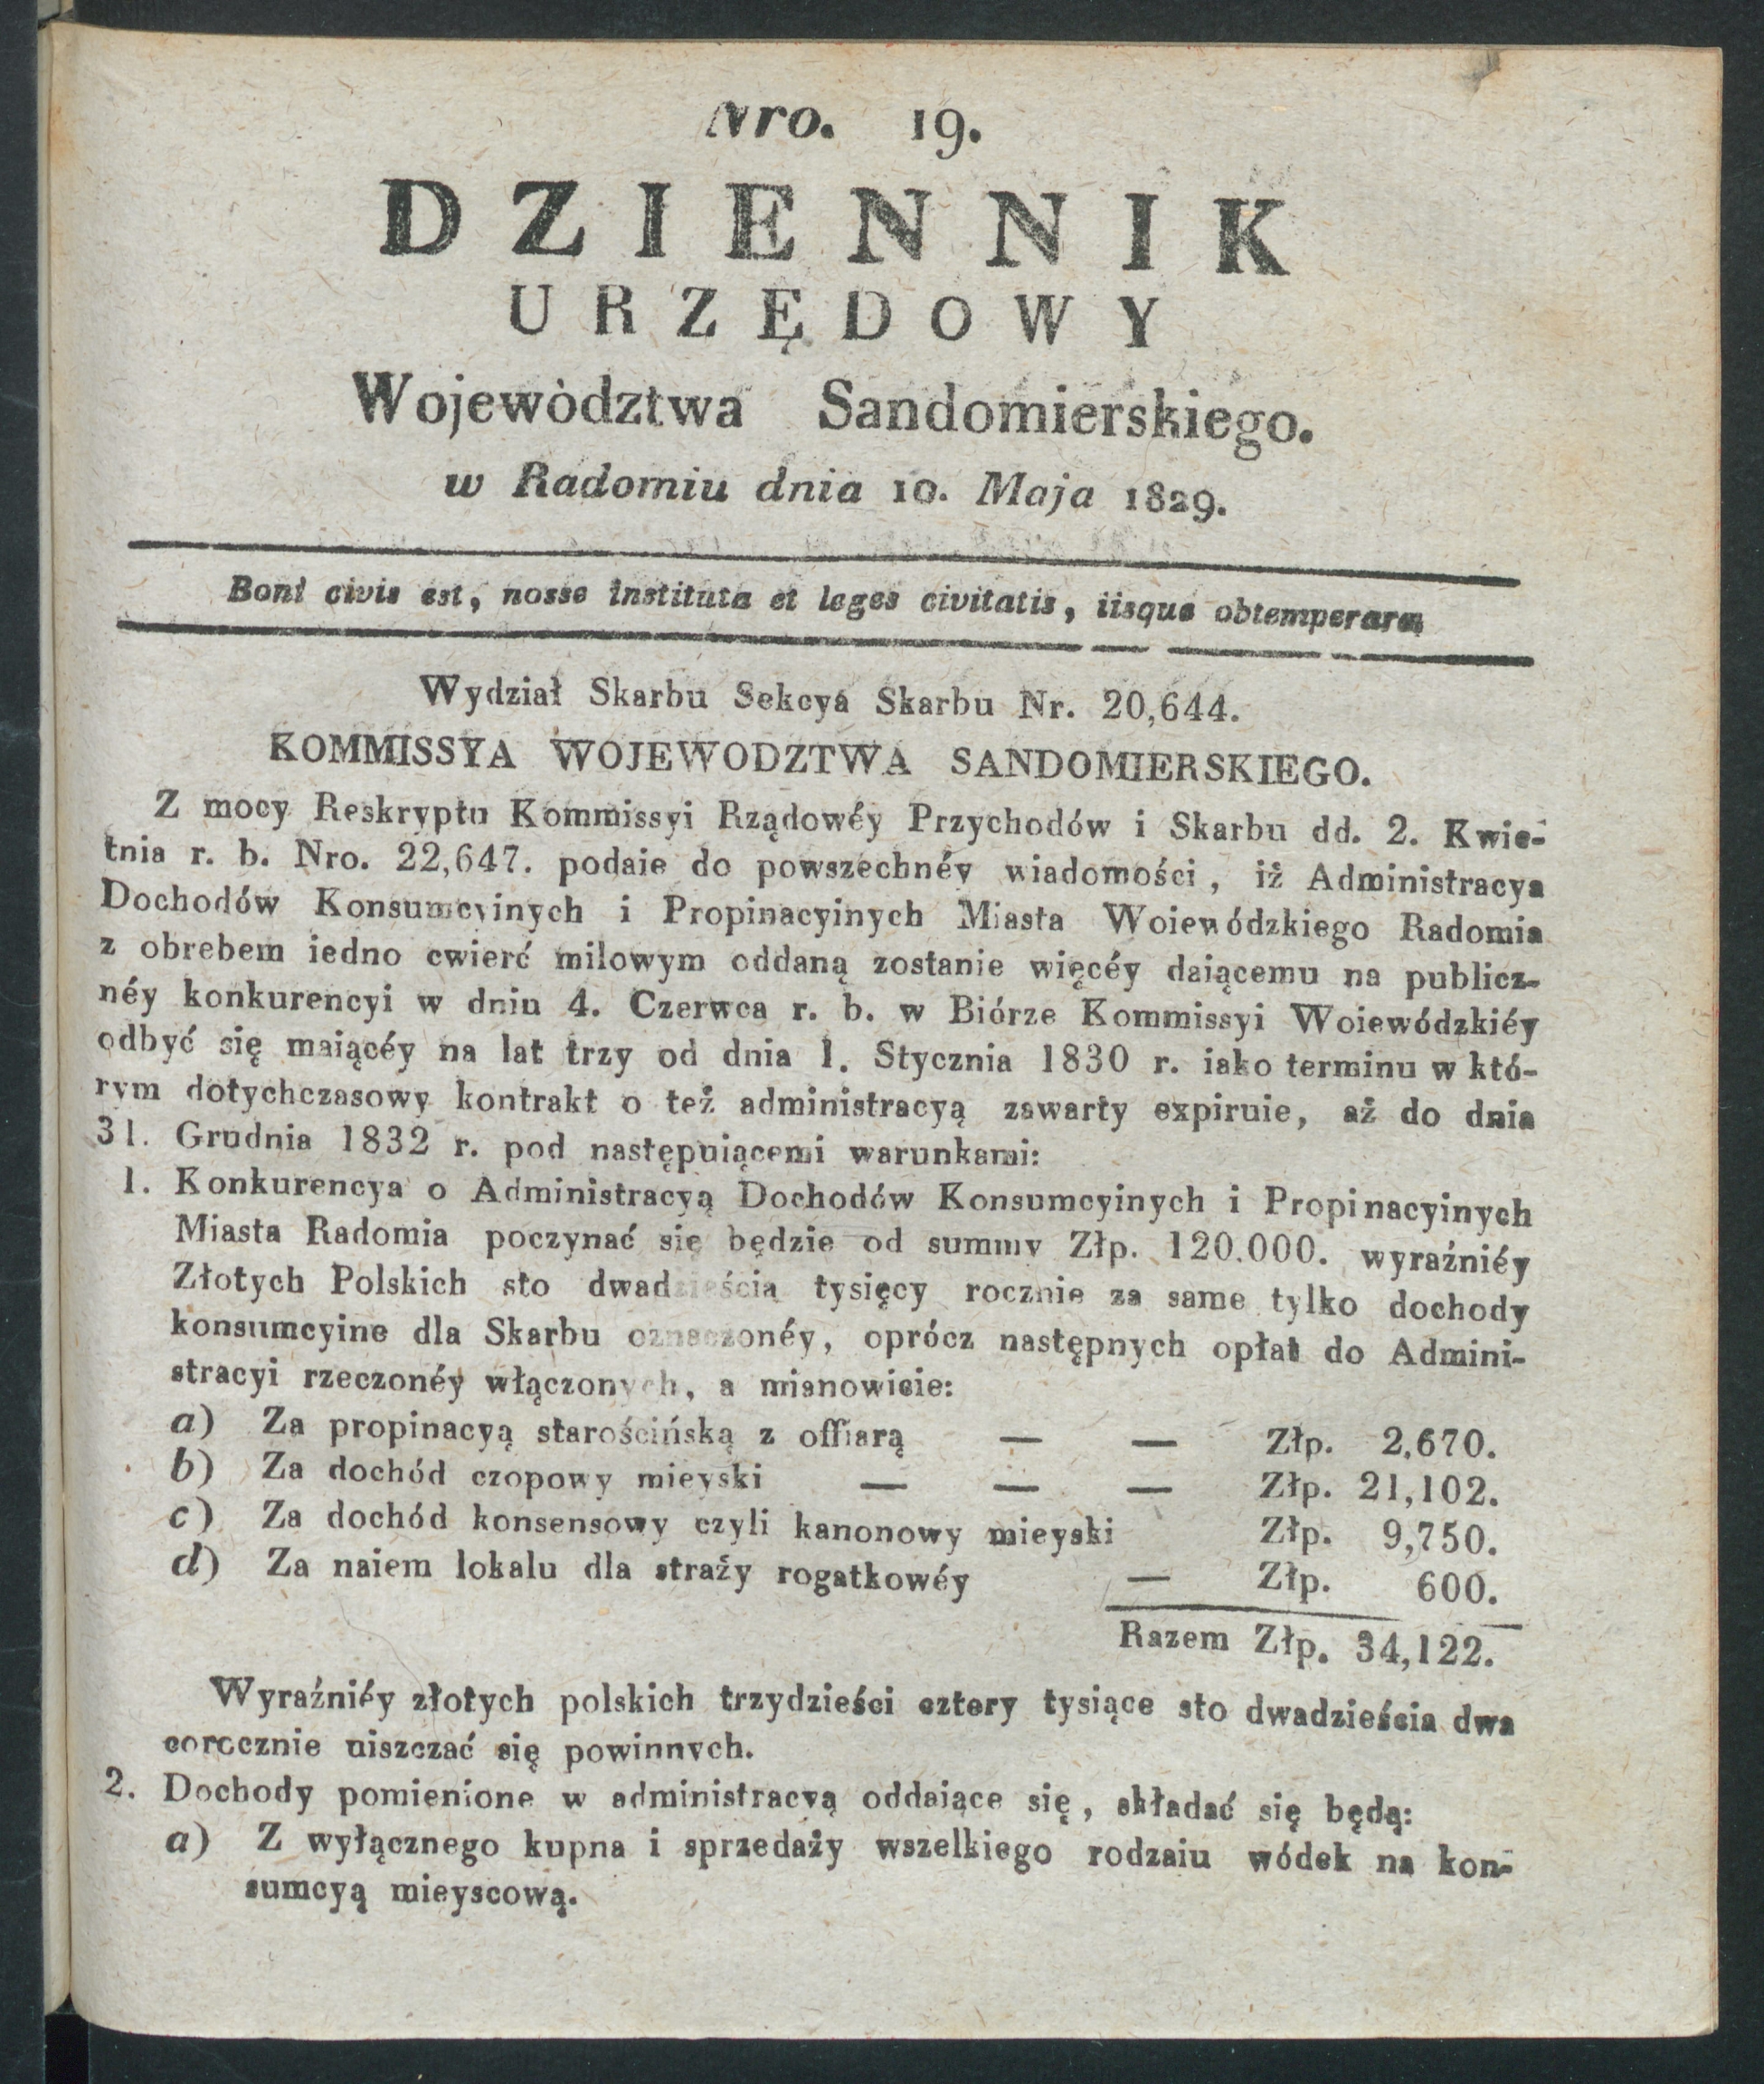 Nro. 19.
DZIENNIK
URZĘDOWY
Województwa Sandomierskiego.
w Radomiu dnia 10. Maja 1829.
Boni civis est, nosse instituta et leges civitatis, iisque obtemperare
Wydział Skarbu Sekcya Skarbu Nr. 20,644.
KOMMISSYA WOJEWODZTWA SANDOMIERSKIEGO.
Z mocy Reskryptu Kommissyi Rządowéy Przychodów i Skarbu dd. 2. Kwie-
tnia r. b. Nro. 22,647. podaie do powszechnéy wiadomości, iż Administracya
Dochodów Konsumcyinych i Propinacyinych Miasta Woiewódzkiego Radomia
z obrebem iedno cwierć milowym oddaną zostanie więcéy daiącemu na publicz-
néy konkurencyi w dniu 4. Czerwca r. b. w Biórze Kommissyi Woiewódzkiéy
odbyć się maiącéy na lat trzy od dnia 1. Stycznia 1830 r. iako terminu w któ-
rym dotychczasowy kontrakt o też administracyą zawarty expiruie, aż do dnia
31. Grudnia 1832 r. pod następuiącemi warunkami:
1. Konkurencya o Administracyą Dochodów Konsumcyinych i Propinacyinych
Miasta Radomia poczynać się będzie od summy Złp. 120.000. wyraźniéy
Złotych Polskich sto dwadzieścia tysięcy rocznie za same tylko dochody
konsumcyine dla Skarbu oznaczonéy, oprócz następnych opłat do Admini-
stracyi rzeczonéy włączonych, a mianowicie:
a) Za propinacyą starościńską z offiarą — — Złp. 2,670.
b) Za dochód czopowy mieyski — — — Złp. 21,102.
c) Za dochód konsensowy czyli kanonowy mieyski Złp. 9,750.
d) Za naiem lokalu dla straży rogatkowéy — Złp. 600.
Razem Złp. 34,122.
Wyraźniéy złotych polskich trzydzieści cztery tysiące sto dwadzieścia dwa
corocznie uiszczać się powinnych.
2. Dochody pomienione w administracyą oddaiące się, składać się będą:
a) Z wyłącznego kupna i sprzedaży wszelkiego rodzaiu wódek na kon-
sumcyą mieyscową.